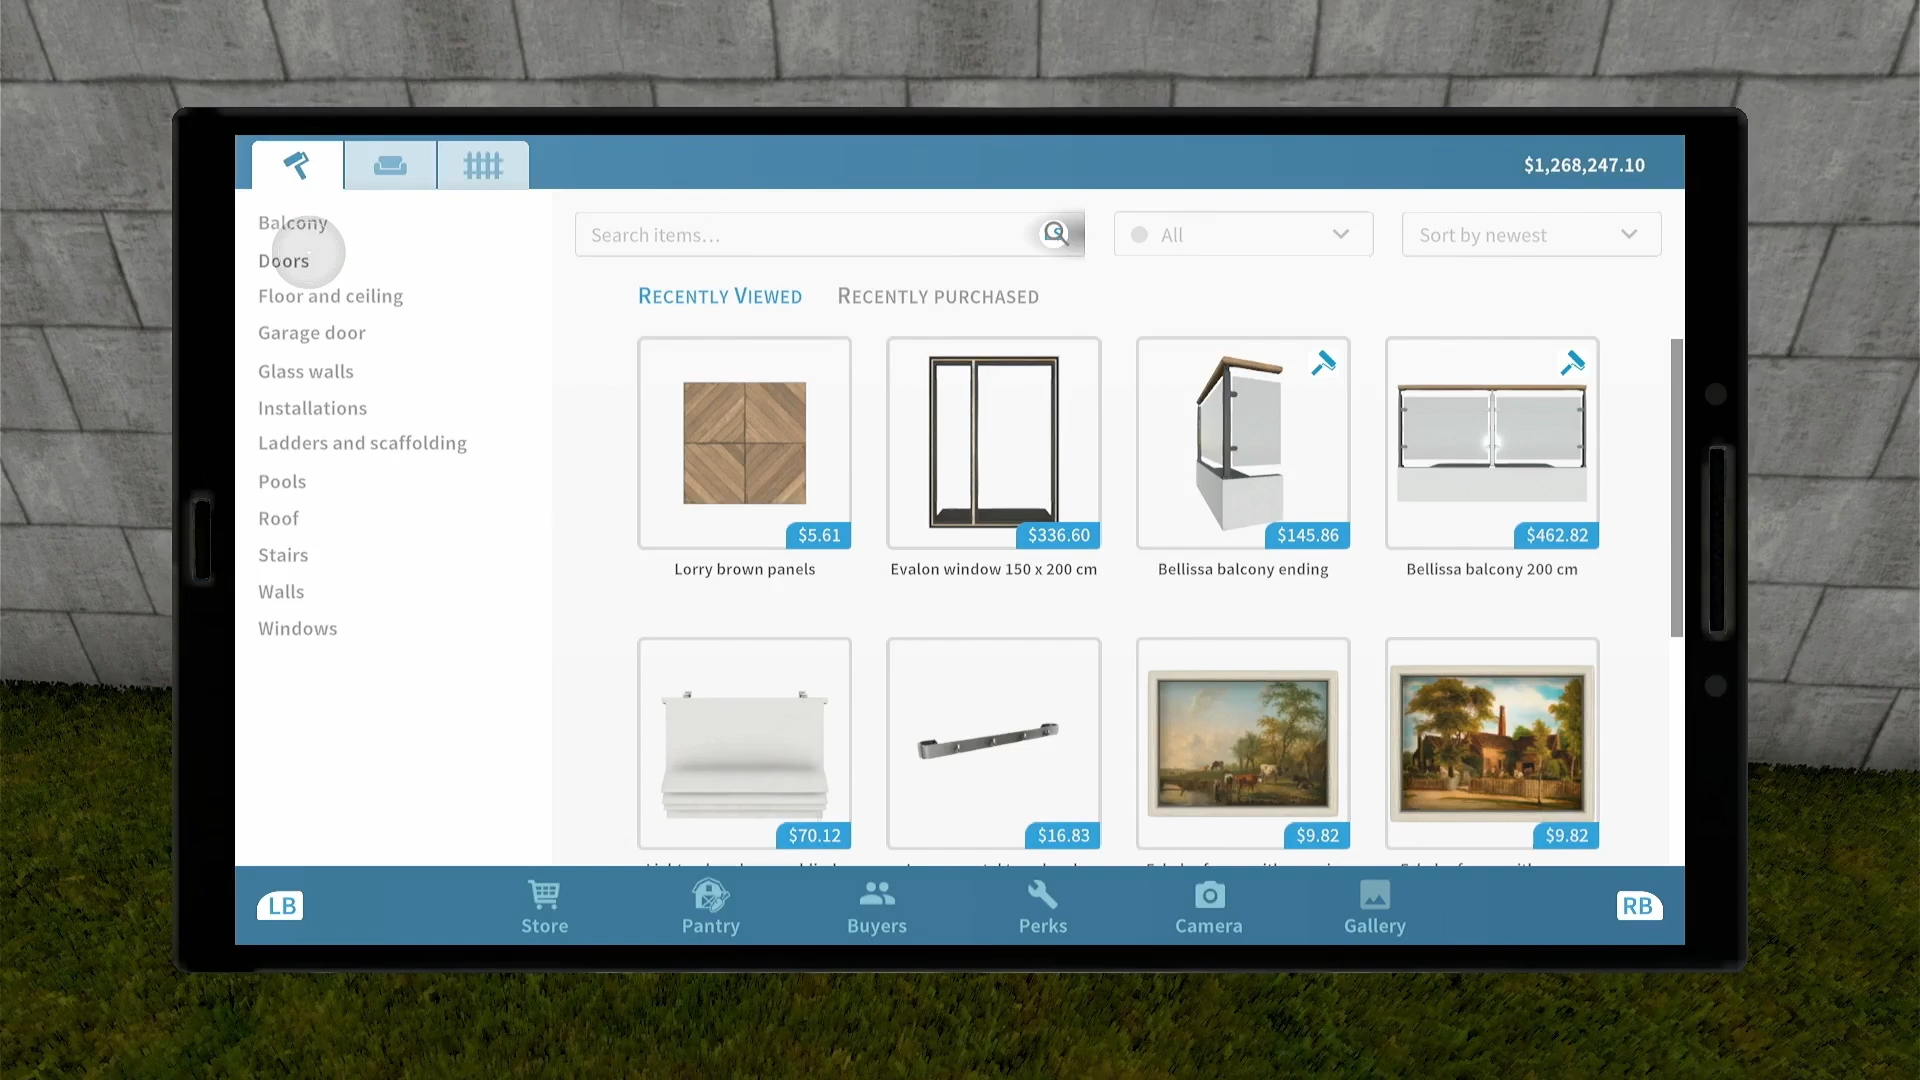 $1,268,247.10
Balcony
Doors
Floor and ceiling
Garage door
Glass walls
Installations
Ladders and scaffolding
Pools
Roof
Stairs
Walls
Windows
Search items...
All
Sort by newest
RECENTLY VIEWED
RECENTLY PURCHASED
$5.61
$336.60
$145.86
$462.82
Lorry brown panels
Evalon window 150 x 200 cm
Bellissa balcony ending
Bellissa balcony 200 cm
$70.12
$16.83
$9.82
$9.82
LB
Store
Pantry
Buyers
Perks
Camera
Gallery
RB